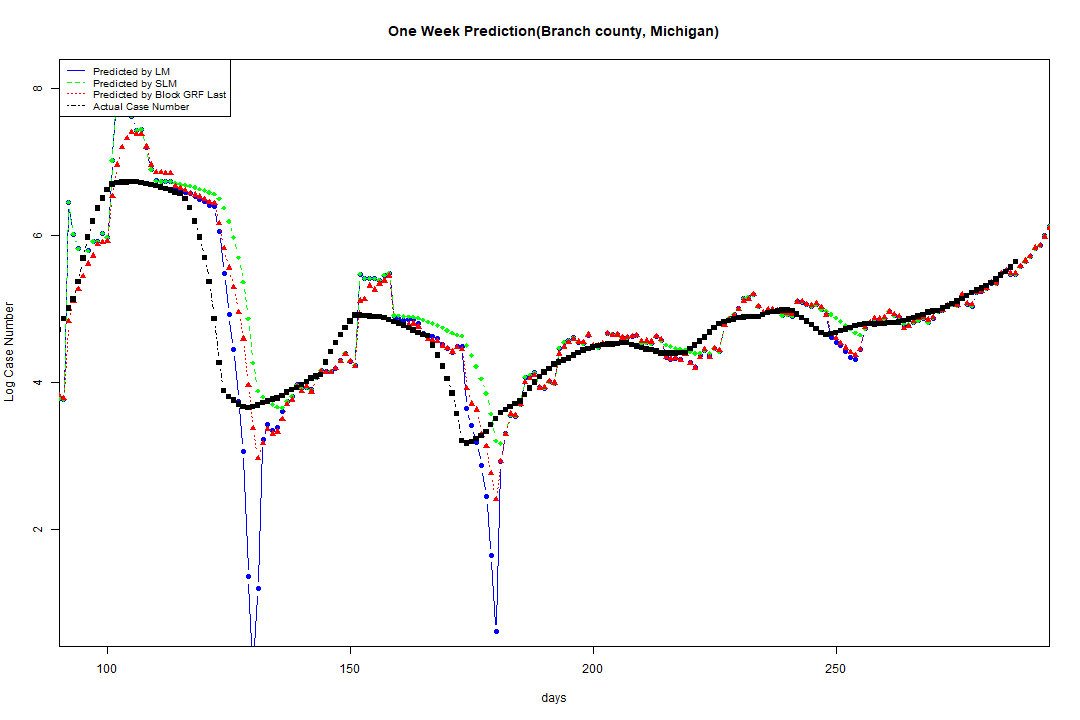 One Week Prediction(Branch county, Michigan)
Predicted by LM
Predicted by SLM
Predicted by Block GRF Last
Actual Case Number
8
6
4
2
Log Case Number
100 150 200 250
days